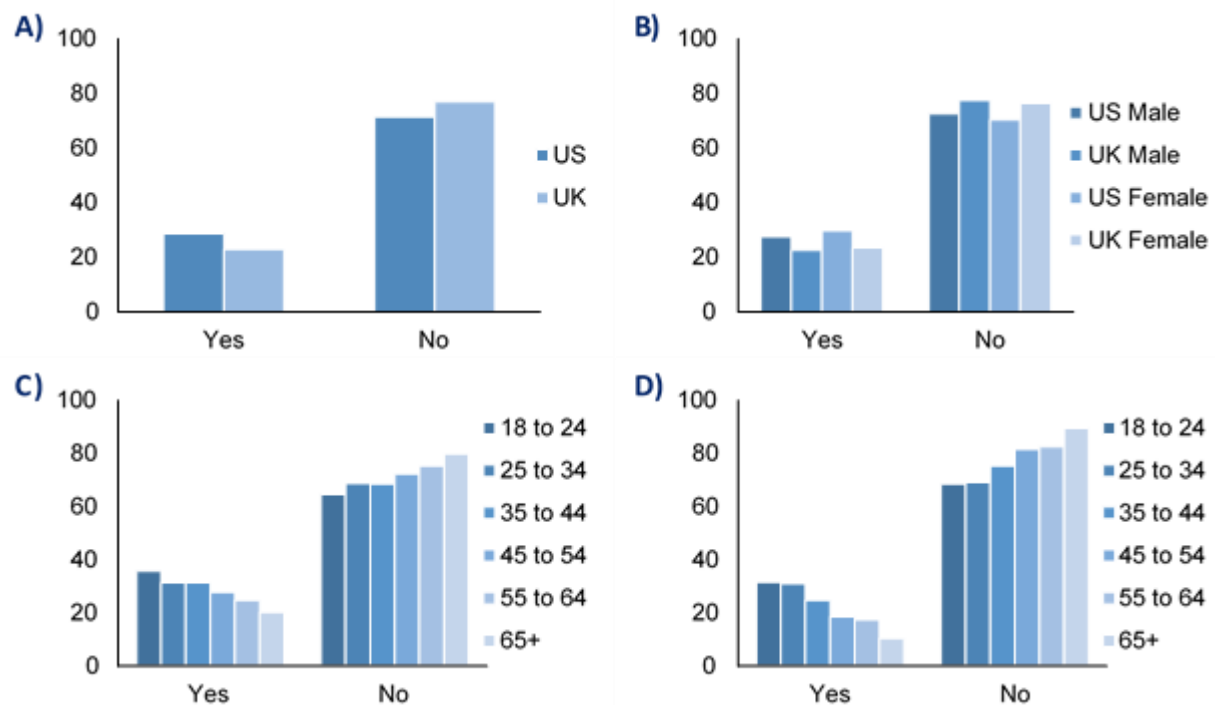 A)
100
80
60
40
20
0
Yes No
US
UK
B)
100
80
60
40
20
0
Yes No
US Male
UK Male
US Female
UK Female
C)
100
80
60
40
20
0
Yes No
18 to 24
25 to 34
35 to 44
45 to 54
55 to 64
65+
D)
100
80
60
40
20
0
Yes No
18 to 24
25 to 34
35 to 44
45 to 54
55 to 64
65+